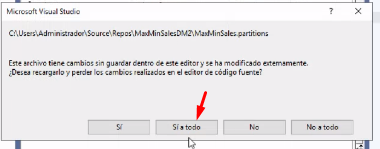 Microsoft Visual Studio
C:\Users\Administrador\Source\Repos\MaxMinSalesDM2\MaxMinSales.partitions
Este archivo tiene cambios sin guardar dentro de este editor y se ha modificado externamente.
¿Desea recargarlo y perder los cambios realizados en el editor de código fuente?
Sí
Sí a todo
No
No a todo